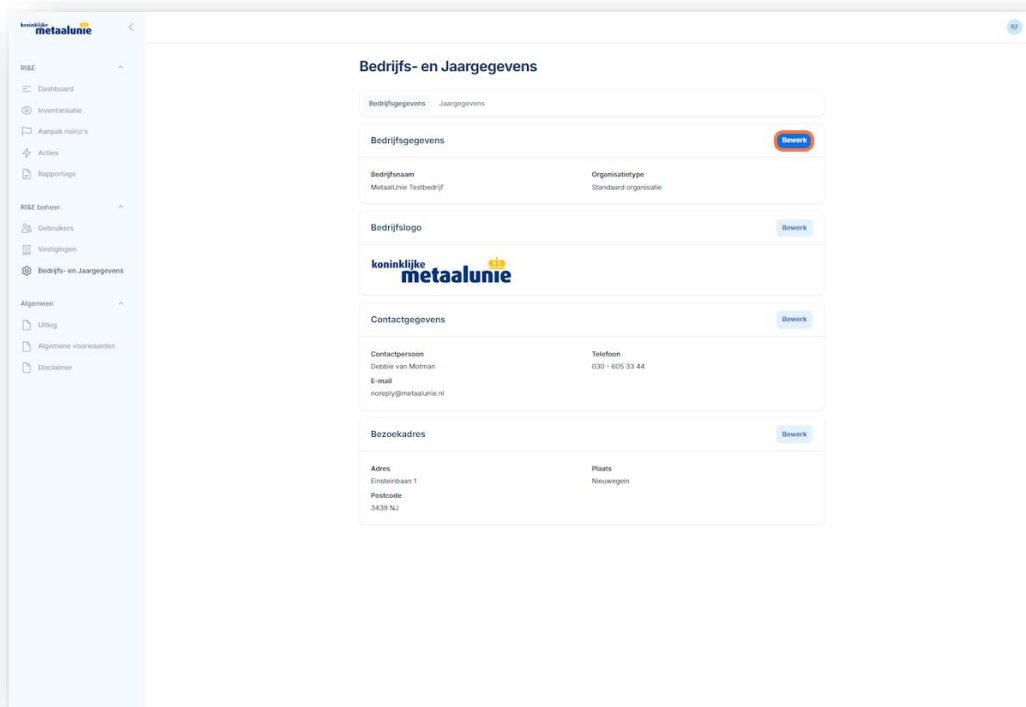 koninklijke
metaalunie
RF
RI&E
Dashboard
Inventarisatie
Aanpak risico's
Acties
Rapportage
RI&E beheer
Gebruikers
Vestigingen
Bedrijfs- en Jaargegevens
Algemeen
Uitleg
Algemene voorwaarden
Disclaimer
Bedrijfs- en Jaargegevens
Bedrijfsgegevens Jaargegevens
Bedrijfsgegevens Bewerk
Bedrijfsnaam Organisatietype
MetaalUnie Testbedrijf Standaard organisatie
Bedrijfslogo Bewerk
koninklijke
metaalunie
Contactgegevens Bewerk
Contactpersoon Telefoon
Debbie van Motman 030 - 605 33 44
E-mail
noreply@metaalunie.nl
Bezoekadres Bewerk
Adres Plaats
Einsteinbaan 1 Nieuwegein
Postcode
3439 NJ